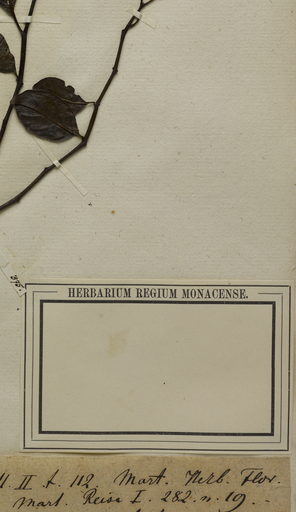 HERBARIUM REGIUM MONACENSE.
II t. 112. Mart. Herb. Flor.
Mart. Reise I. 282. n. 19. -